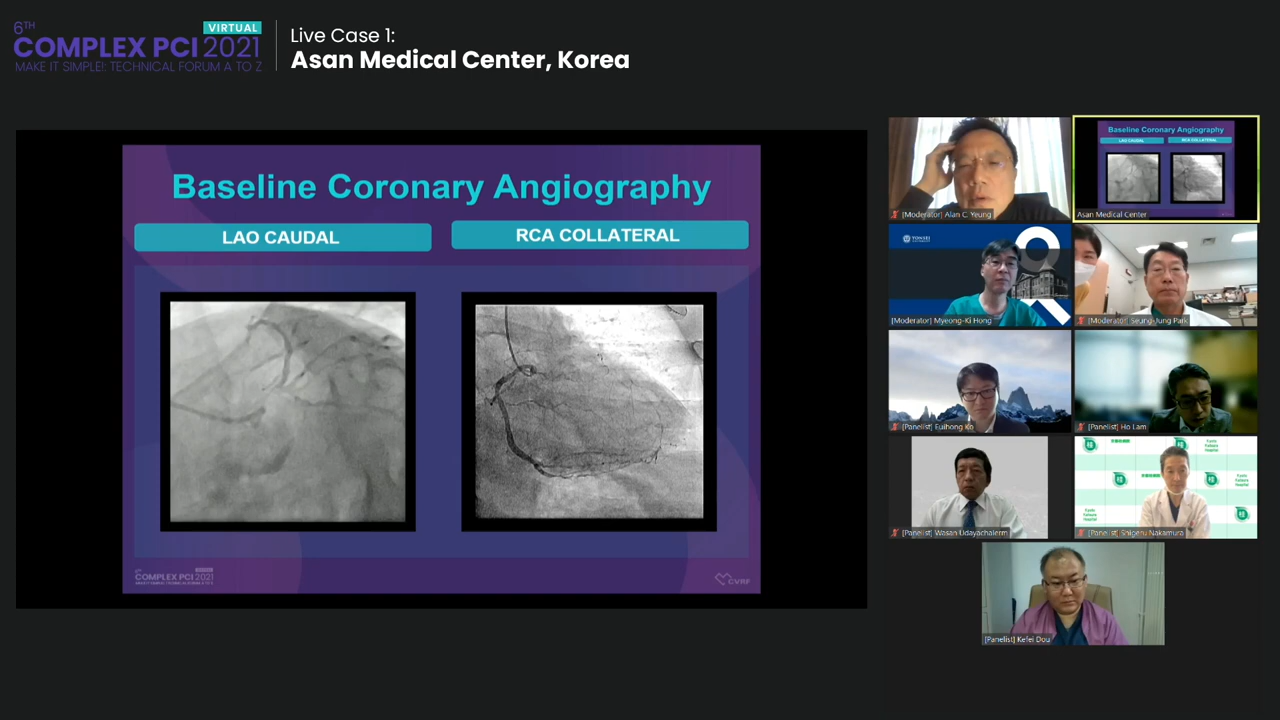 6TH
VIRTUAL
COMPLEX PCI 2021
MAKE IT SIMPLE!: TECHNICAL FORUM A TO Z
Live Case 1:
Asan Medical Center, Korea
Baseline Coronary Angiography
LAO CAUDAL
RCA COLLATERAL
COMPLEX PCI 2021
CVRF
[Moderator] Alan C. Yeung
Baseline Coronary Angiography
LAO CAUDAL
RCA COLLATERAL
Asan Medical Center
YONSEI
[Moderator] Myeong-Ki Hong
[Moderator] Seung-Jung Park
[Panelist] Euihong Ko
[Panelist] Ho Lam
[Panelist] Wasan Udayachalerm
[Panelist] Shigeru Nakamura
[Panelist] Kefei Dou